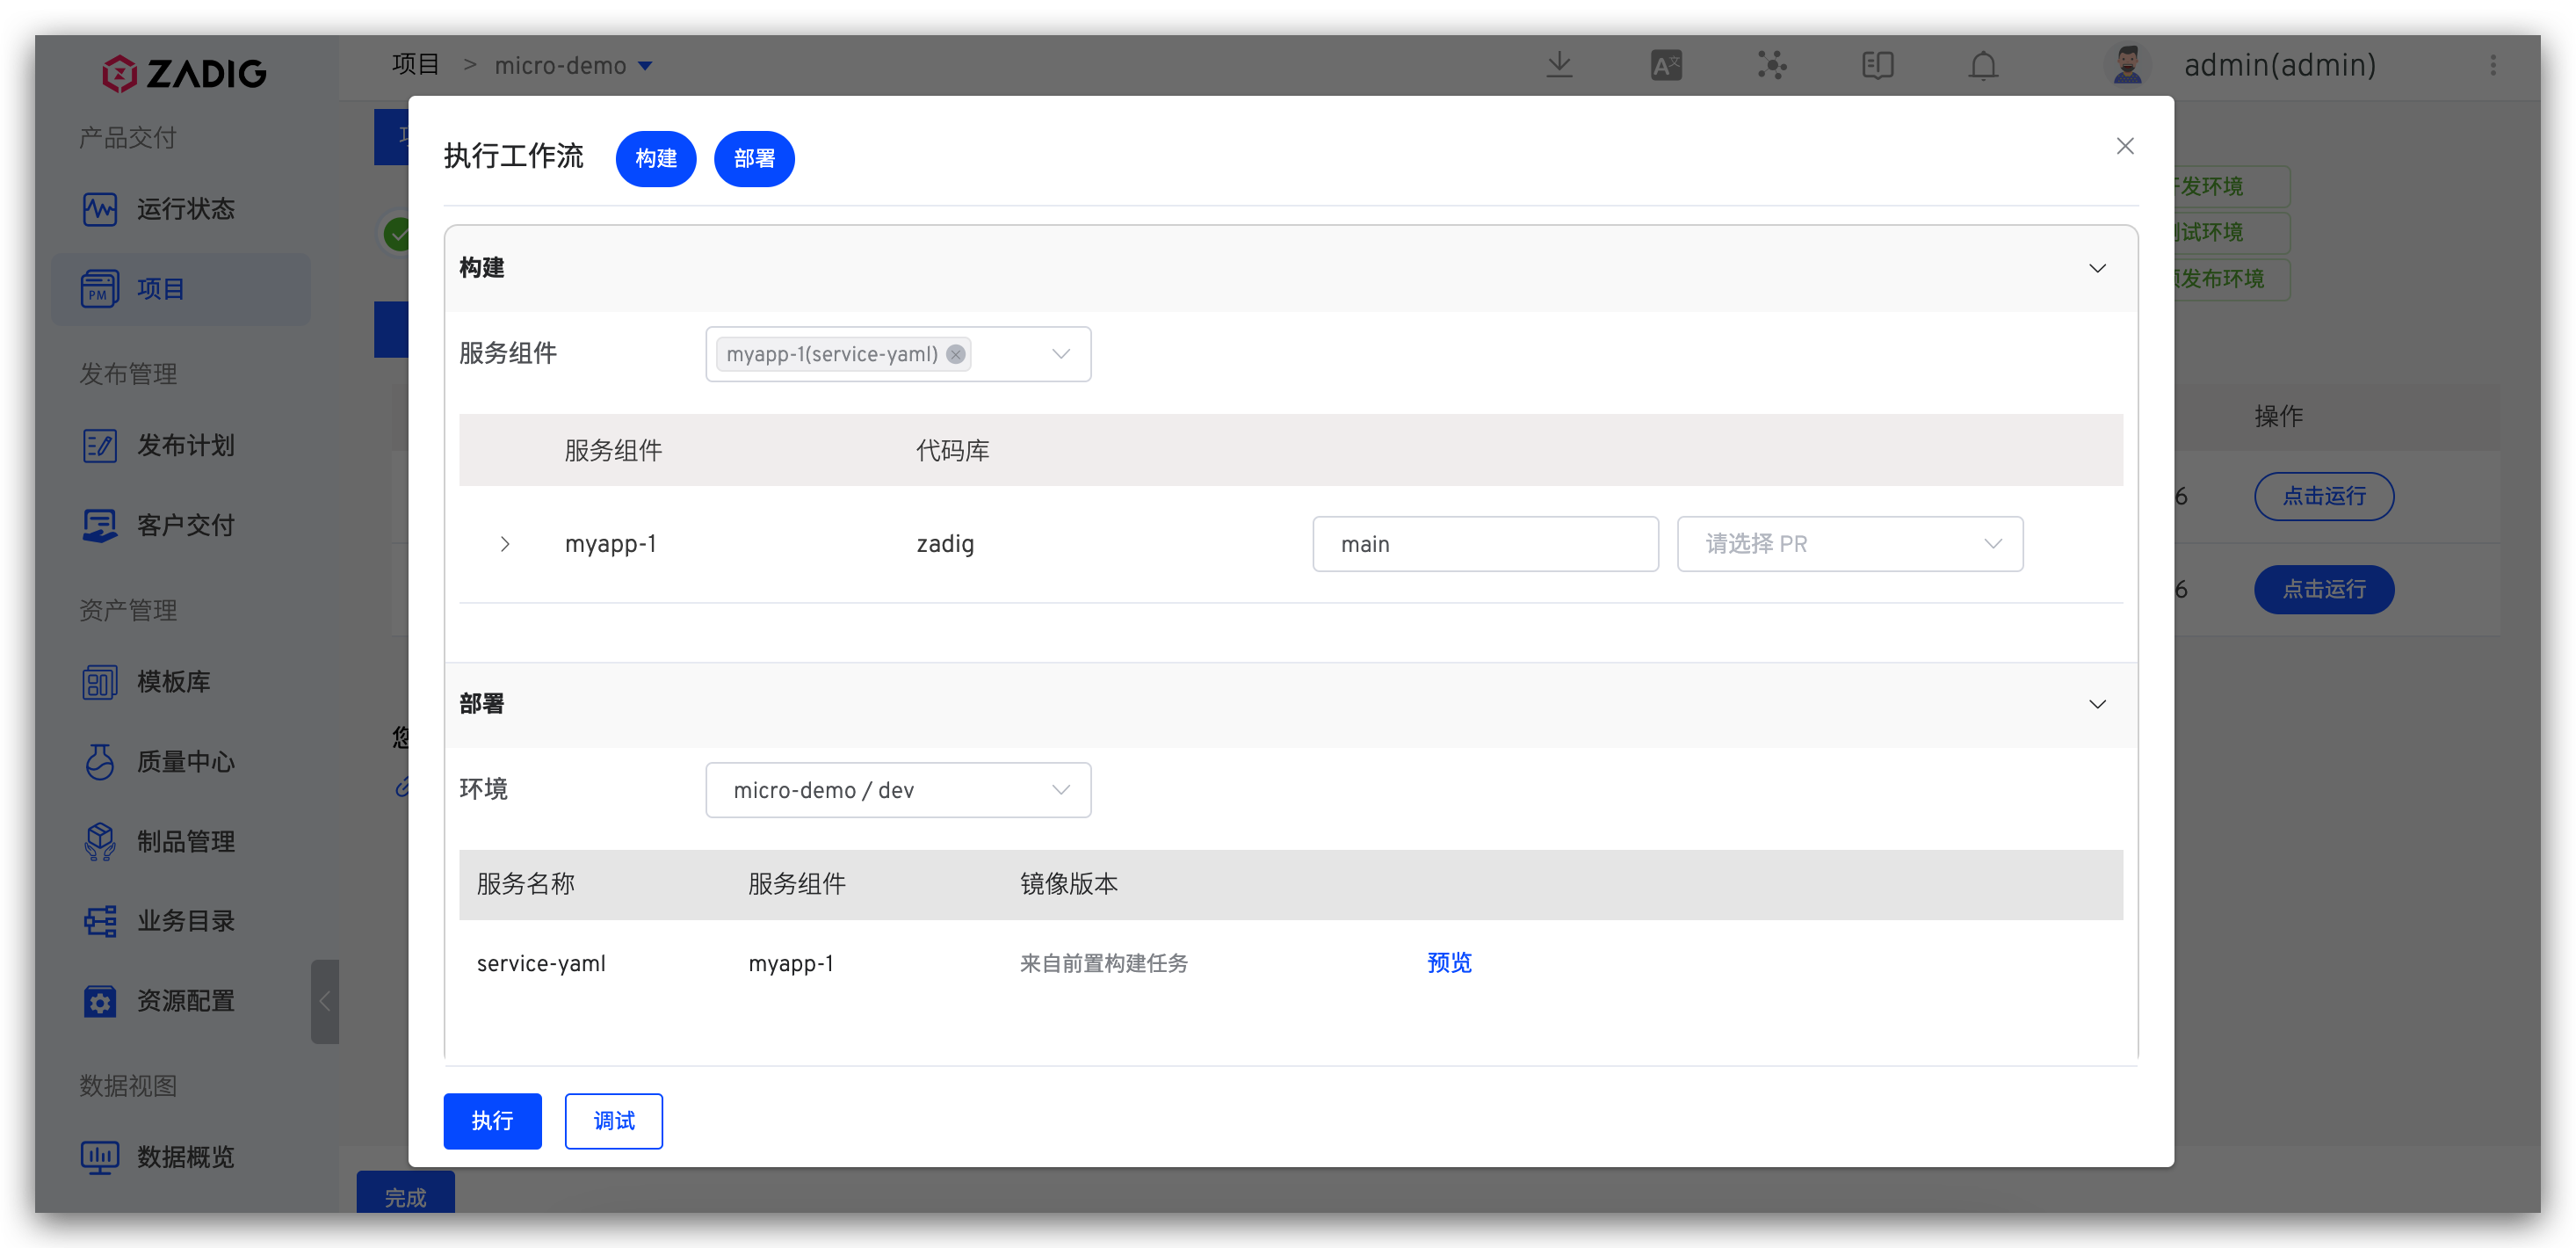 ZADIG
项目 > micro-demo
admin(admin)
产品交付
运行状态
项目
PM
发布管理
发布计划
客户交付
资产管理
模板库
质量中心
制品管理
业务目录
资源配置
数据视图
数据概览
执行工作流 构建 部署
构建
服务组件 myapp-1(service-yaml)
服务组件 代码库
myapp-1 zadig main 请选择 PR
部署
环境 micro-demo / dev
服务名称 服务组件 镜像版本
service-yaml myapp-1 来自前置构建任务 预览
执行 调试
发环境
试环境
发布环境
操作
6 点击运行
6 点击运行
您
完成